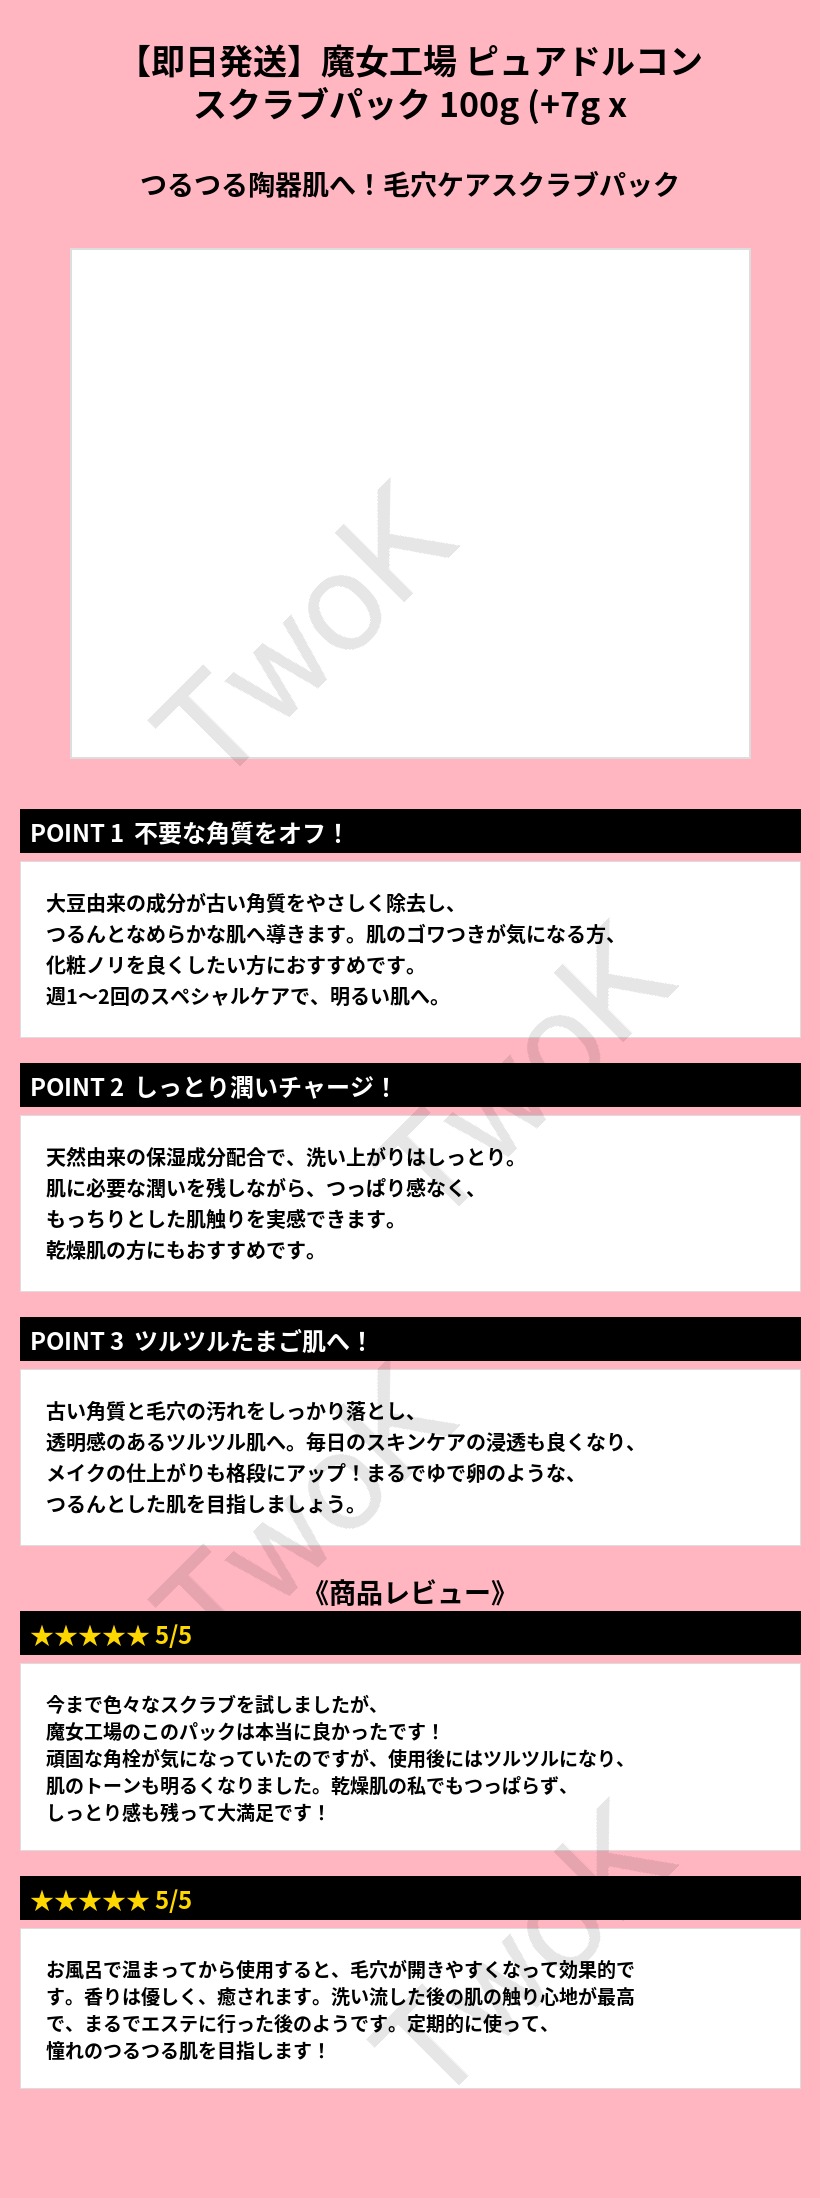 【即日発送】魔女工場 ピュアドルコン
スクラブパック 100g (+7g x
つるつる陶器肌へ！毛穴ケアスクラブパック
TwoK
POINT 1 不要な角質をオフ！
大豆由来の成分が古い角質をやさしく除去し、
つるんとなめらかな肌へ導きます。肌のゴワつきが気になる方、
化粧ノリを良くしたい方におすすめです。
週1～2回のスペシャルケアで、明るい肌へ。
TwoK
POINT 2 しっとり潤いチャージ！
天然由来の保湿成分配合で、洗い上がりはしっとり。
肌に必要な潤いを残しながら、つっぱり感なく、
もっちりとした肌触りを実感できます。
乾燥肌の方にもおすすめです。
POINT 3 ツルツルたまご肌へ！
古い角質と毛穴の汚れをしっかり落とし、
透明感のあるツルツル肌へ。毎日のスキンケアの浸透も良くなり、
メイクの仕上がりも格段にアップ！まるでゆで卵のような、
つるんとした肌を目指しましょう。
TwoK
《商品レビュー》
★★★★★ 5/5
今まで色々なスクラブを試しましたが、
魔女工場のこのパックは本当に良かったです！
頑固な角栓が気になっていたのですが、使用後にはツルツルになり、
肌のトーンも明るくなりました。乾燥肌の私でもつっぱらず、
しっとり感も残って大満足です！
★★★★★ 5/5
お風呂で温まってから使用すると、毛穴が開きやすくなって効果的で
す。香りは優しく、癒されます。洗い流した後の肌の触り心地が最高
で、まるでエステに行った後のようです。定期的に使って、
憧れのつるつる肌を目指します！
TwoK